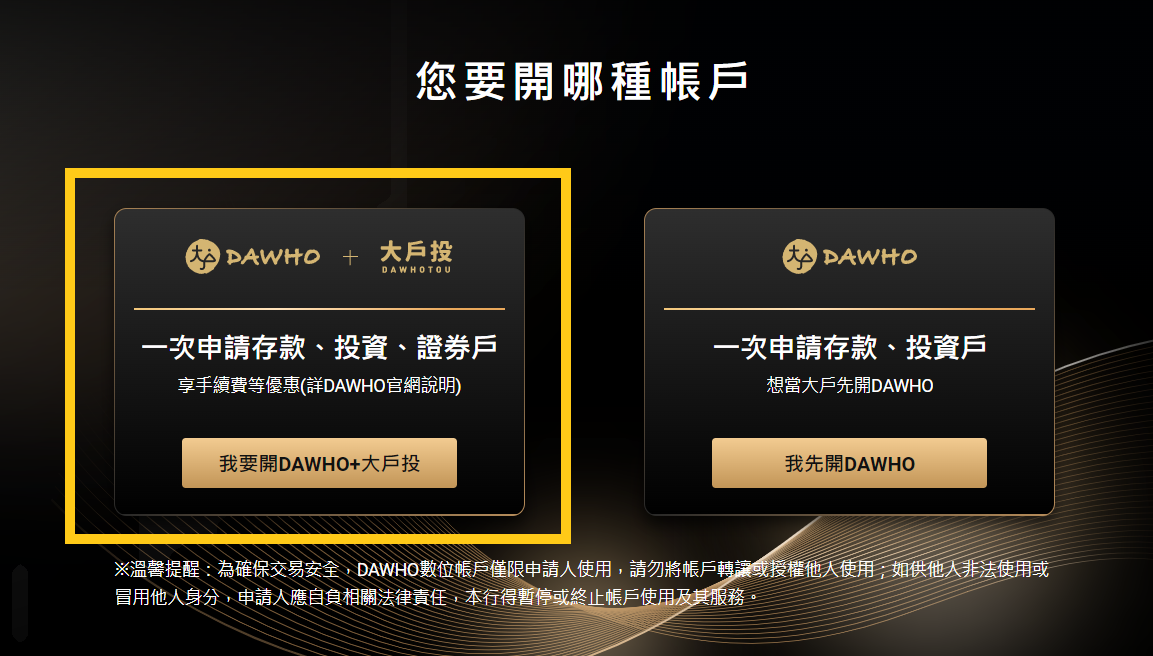 您要開哪種帳戶
大戶 DAWHO + 大戶投
DAWHOTOU
一次申請存款、投資、證券戶
享手續費等優惠(詳DAWHO官網說明)
我要開DAWHO+大戶投
大戶 DAWHO
一次申請存款、投資戶
想當大戶先開DAWHO
我先開DAWHO
※溫馨提醒：為確保交易安全，DAWHO數位帳戶僅限申請人使用，請勿將帳戶轉讓或授權他人使用；如供他人非法使用或
冒用他人身分，申請人應自負相關法律責任，本行得暫停或終止帳戶使用及其服務。